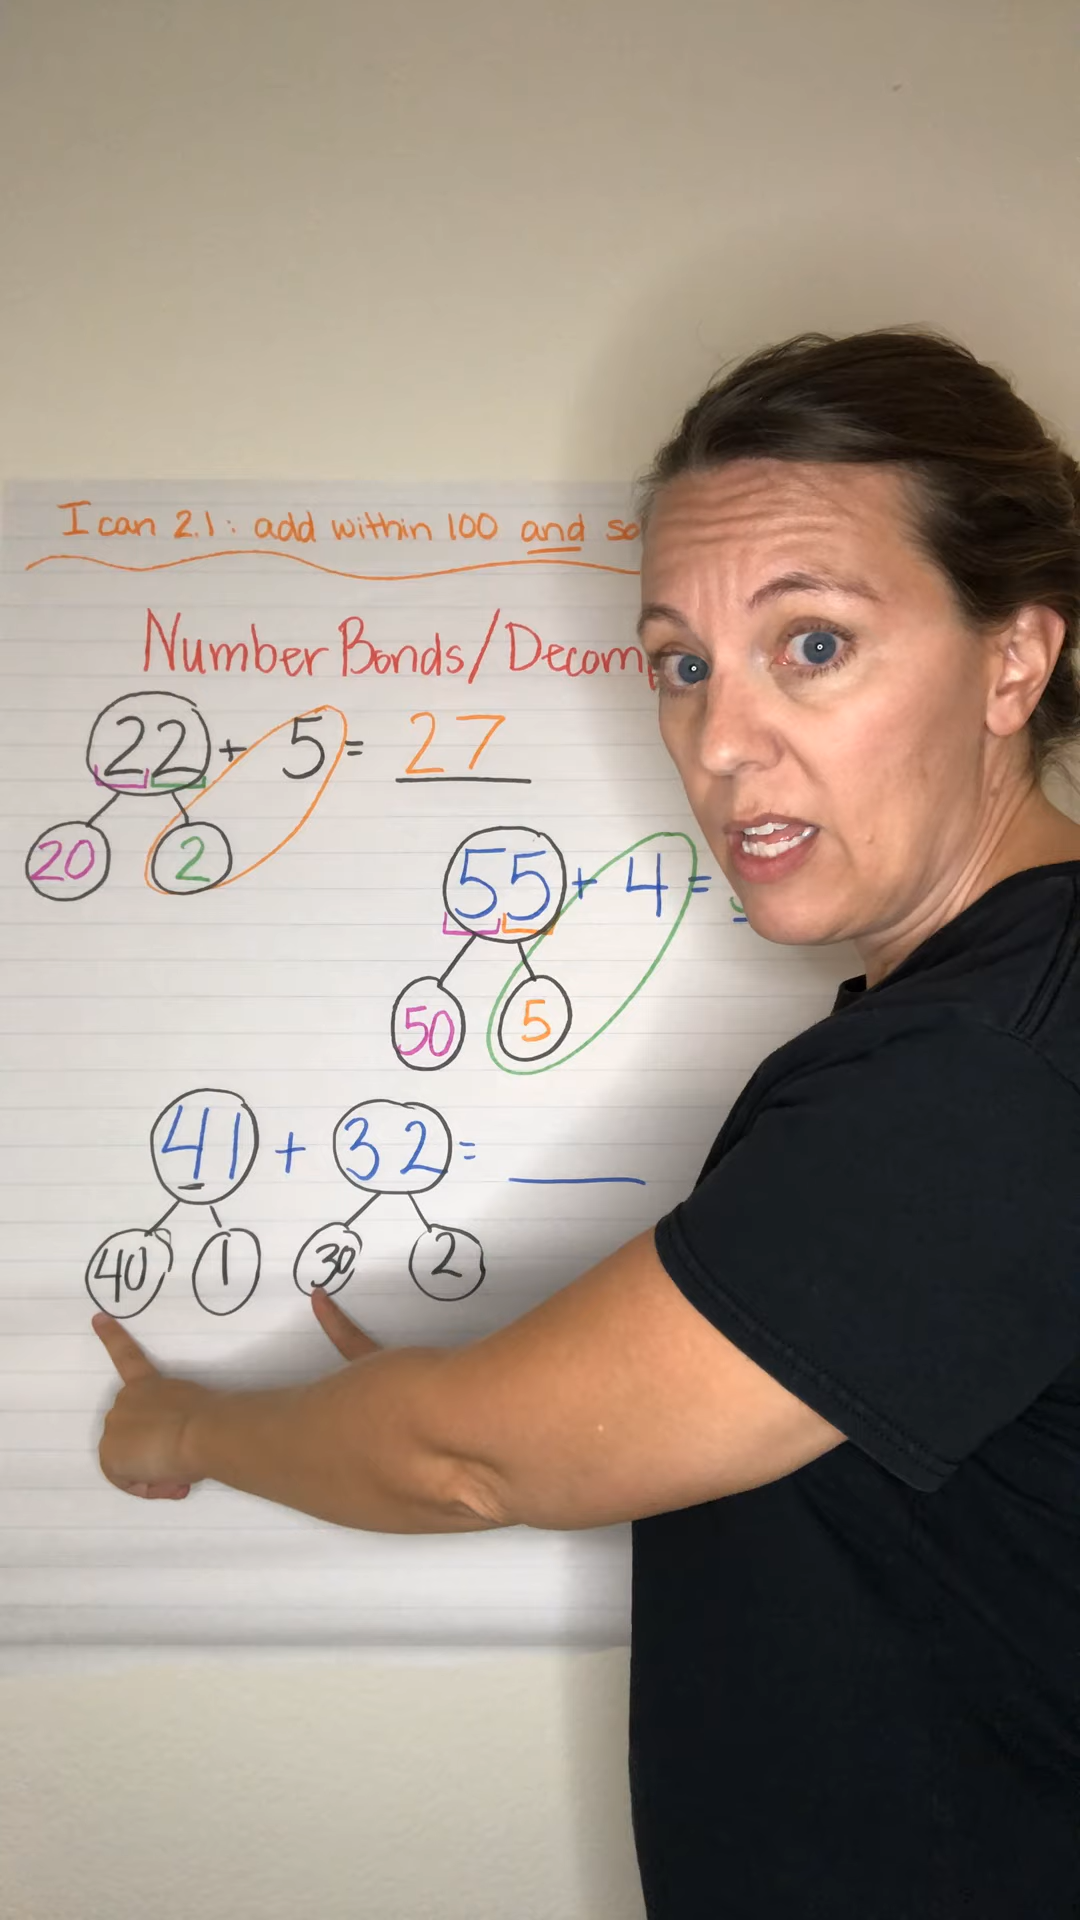 I can 2.1: add within 100 and so
Number Bonds/Decom
22 + 5 = 27
20 2
55 + 4 =
50 5
41 + 32 =
40 1 30 2